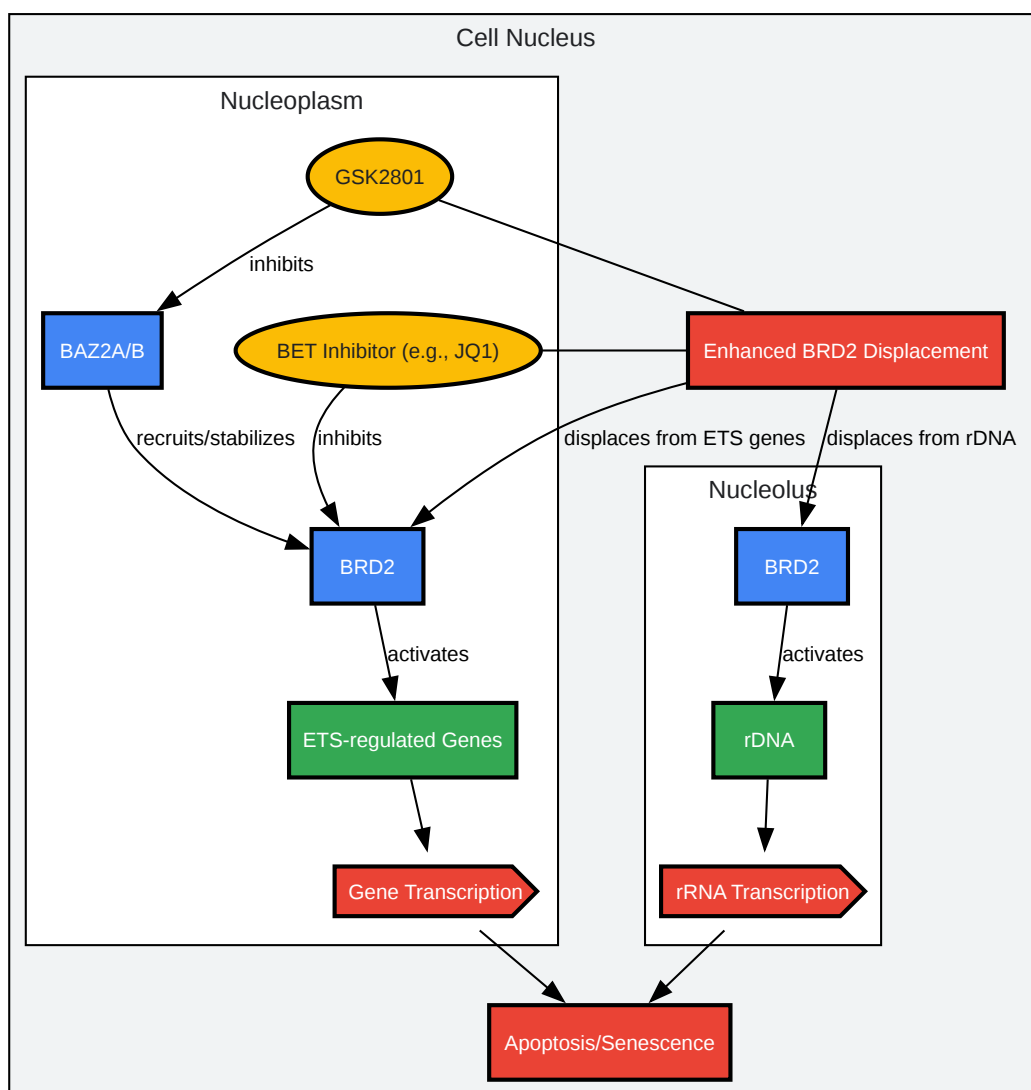 Cell Nucleus
Nucleoplasm
GSK2801
inhibits
BAZ2A/B
BET Inhibitor (e.g., JQ1)
Enhanced BRD2 Displacement
recruits/stabilizes
inhibits
displaces from ETS genes
displaces from rDNA
Nucleolus
BRD2
BRD2
activates
activates
ETS-regulated Genes
rDNA
Gene Transcription
rRNA Transcription
Apoptosis/Senescence